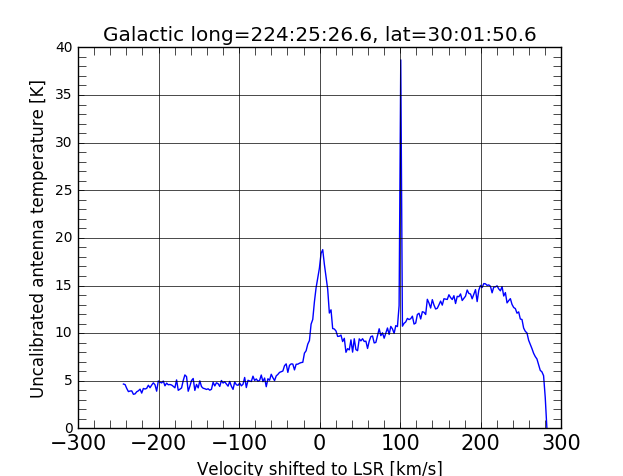 Galactic long=224:25:26.6, lat=30:01:50.6
Uncalibrated antenna temperature [K]
40
35
30
25
20
15
10
5
0
−300 −200 −100 0 100 200 300
Velocity shifted to LSR [km/s]